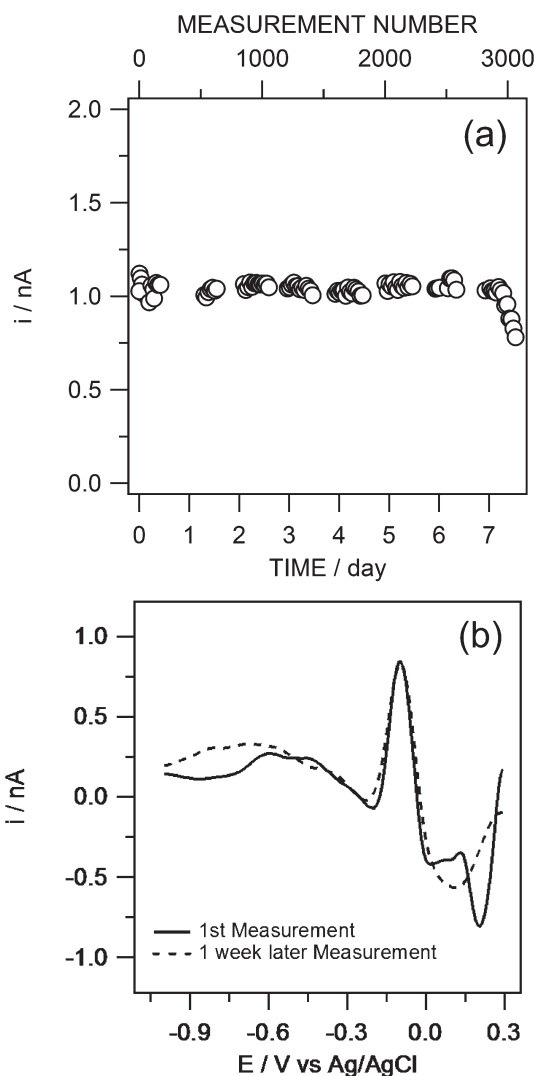 MEASUREMENT NUMBER
0 1000 2000 3000
(a)
2.0
1.5
1.0
0.5
0.0
i / nA
0 1 2 3 4 5 6 7
TIME / day
(b)
1.0
0.5
0.0
-0.5
-1.0
i / nA
1st Measurement
1 week later Measurement
-0.9 -0.6 -0.3 0.0 0.3
E / V vs Ag/AgCl